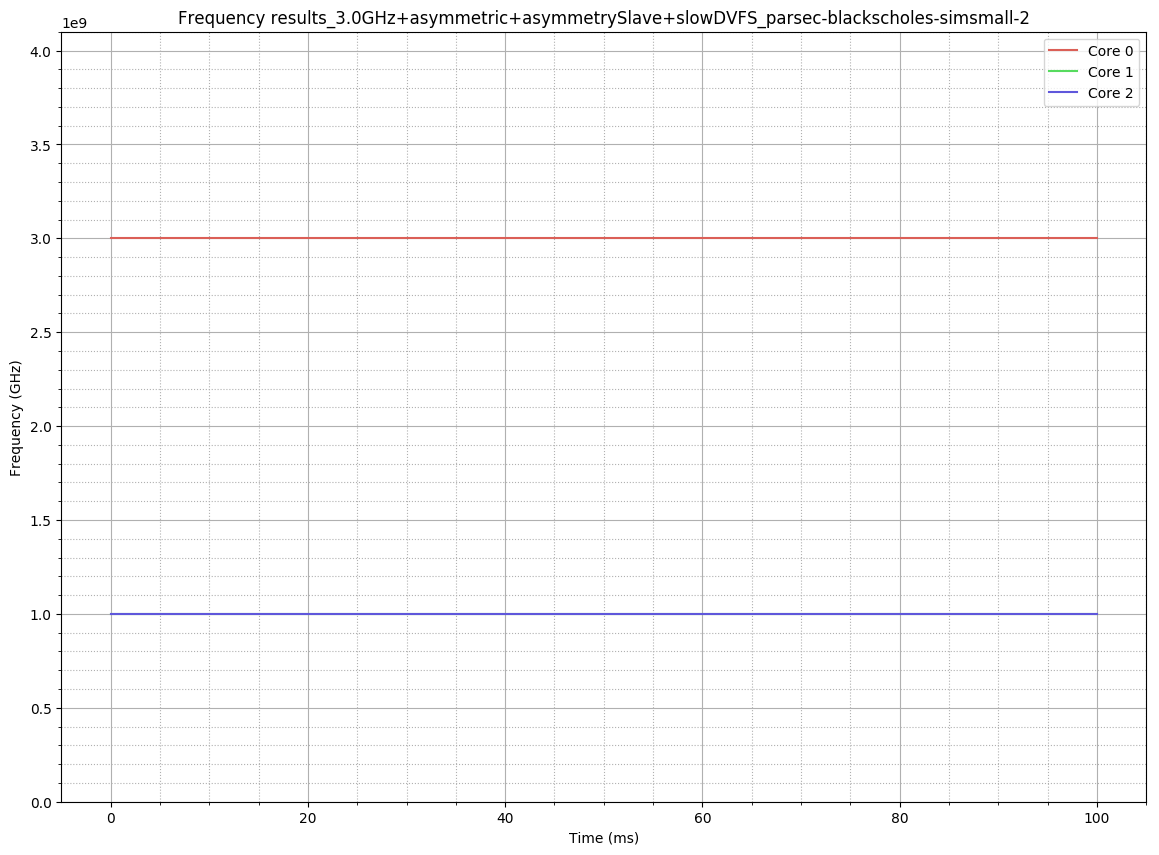 Frequency results_3.0GHz+asymmetric+asymmetrySlave+slowDVFS_parsec-blackscholes-simsmall-2
1e9
Core 0
Core 1
Core 2
4.0
3.5
3.0
2.5
2.0
1.5
1.0
0.5
0.0
Frequency (GHz)
0 20 40 60 80 100
Time (ms)